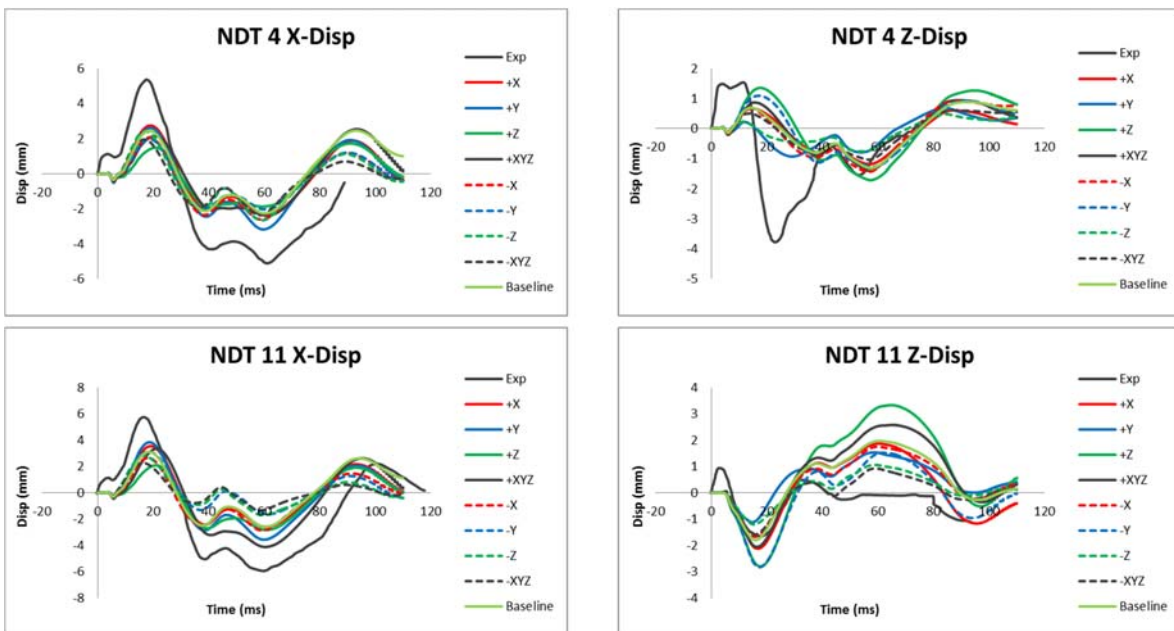 NDT 4 X-Disp
6
4
2
0
-2
-4
-6
-20
0
20
40
60
80
100
120
Disp (mm)
Time (ms)
Exp
+X
+Y
+Z
+XYZ
-X
-Y
-Z
-XYZ
Baseline
NDT 4 Z-Disp
2
1
0
-1
-2
-3
-4
-5
-20
0
20
40
60
80
100
120
Disp (mm)
Time (ms)
Exp
+X
+Y
+Z
+XYZ
-X
-Y
-Z
-XYZ
Baseline
NDT 11 X-Disp
8
6
4
2
0
-2
-4
-6
-8
-20
0
20
40
60
80
100
120
Disp (mm)
Time (ms)
Exp
+X
+Y
+Z
+XYZ
-X
-Y
-Z
-XYZ
Baseline
NDT 11 Z-Disp
4
3
2
1
0
-1
-2
-3
-4
-20
0
20
40
60
80
100
120
Disp (mm)
Time (ms)
Exp
+X
+Y
+Z
+XYZ
-X
-Y
-Z
-XYZ
Baseline